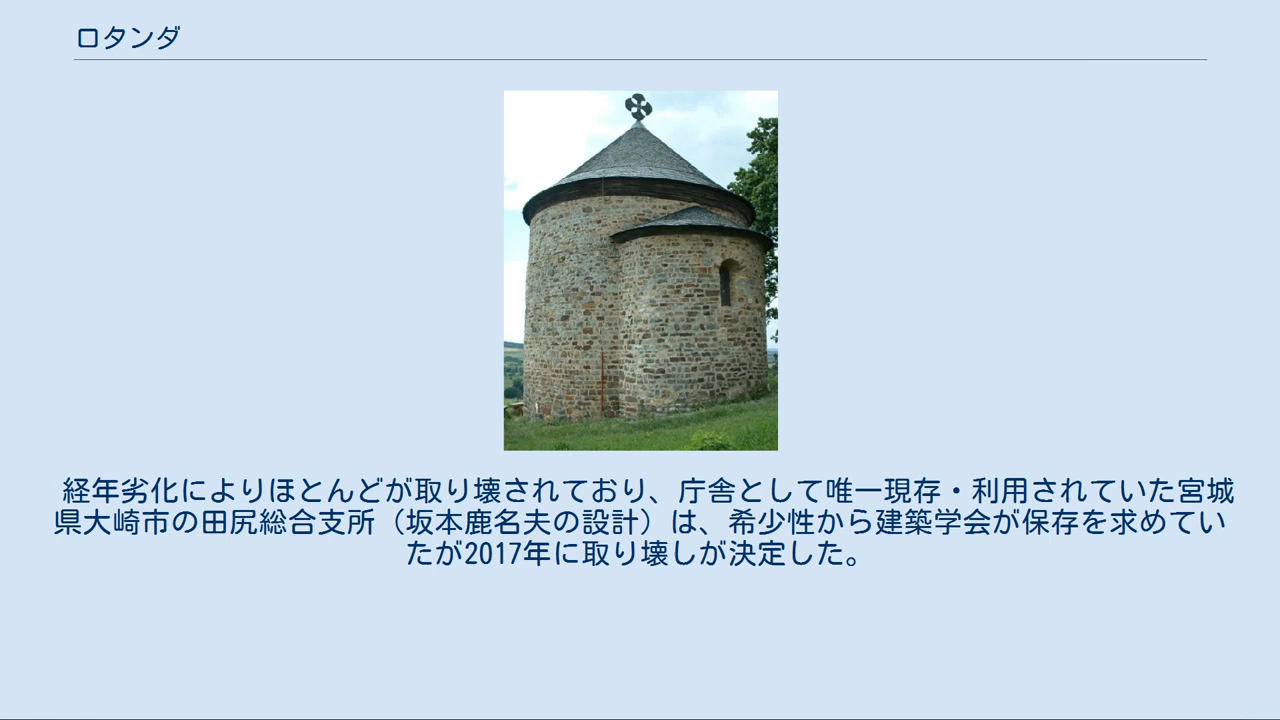 ロタンダ
経年劣化によりほとんどが取り壊されており、庁舎として唯一現存・利用されていた宮城
県大崎市の田尻総合支所（坂本鹿名夫の設計）は、希少性から建築学会が保存を求めてい
たが2017年に取り壊しが決定した。